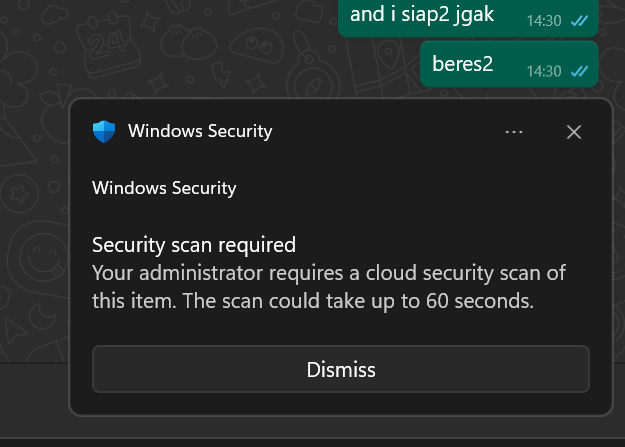 and i siap2 jgak
14:30
beres2
14:30
Windows Security
Windows Security
Security scan required
Your administrator requires a cloud security scan of
this item. The scan could take up to 60 seconds.
Dismiss
24